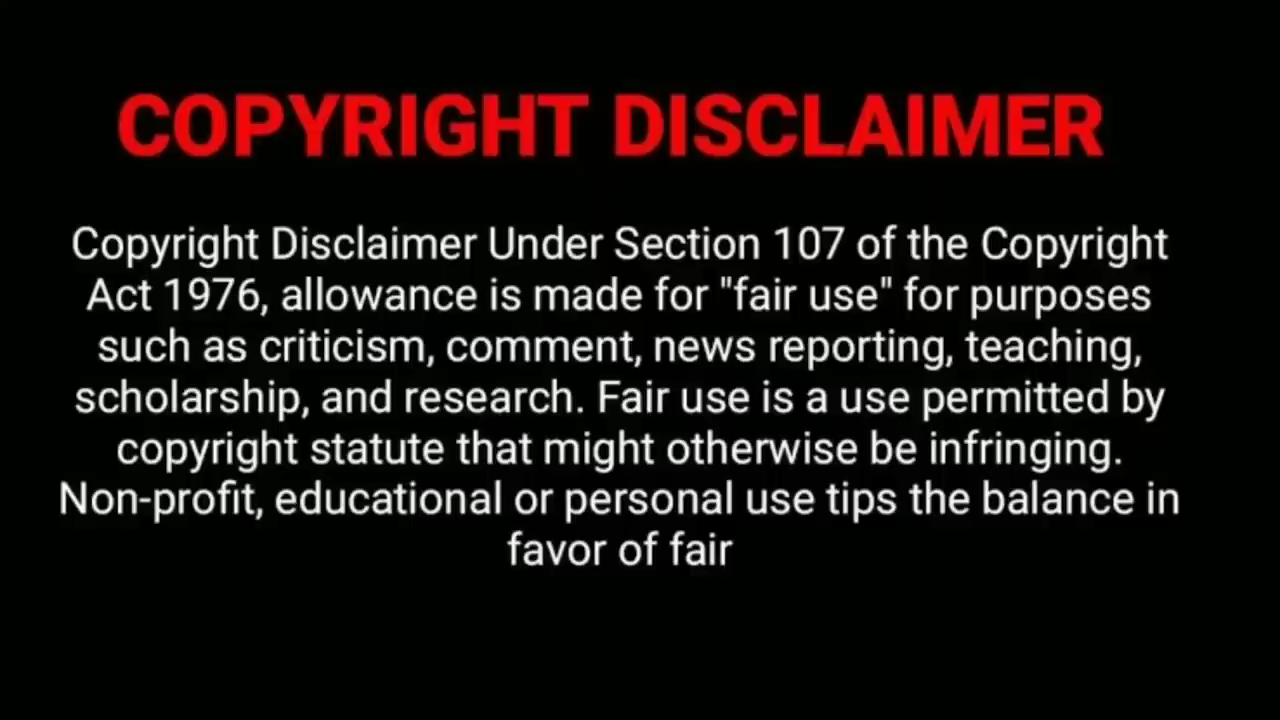 COPYRIGHT DISCLAIMER
Copyright Disclaimer Under Section 107 of the Copyright
Act 1976, allowance is made for "fair use" for purposes
such as criticism, comment, news reporting, teaching,
scholarship, and research. Fair use is a use permitted by
copyright statute that might otherwise be infringing.
Non-profit, educational or personal use tips the balance in
favor of fair